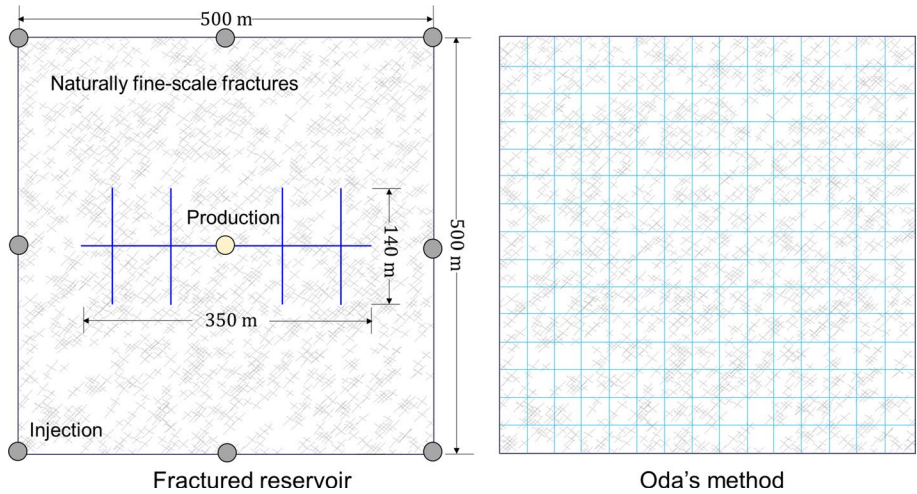 500 m
Naturally fine-scale fractures
Production
140 m
500 m
350 m
Injection
Fractured reservoir
Oda's method